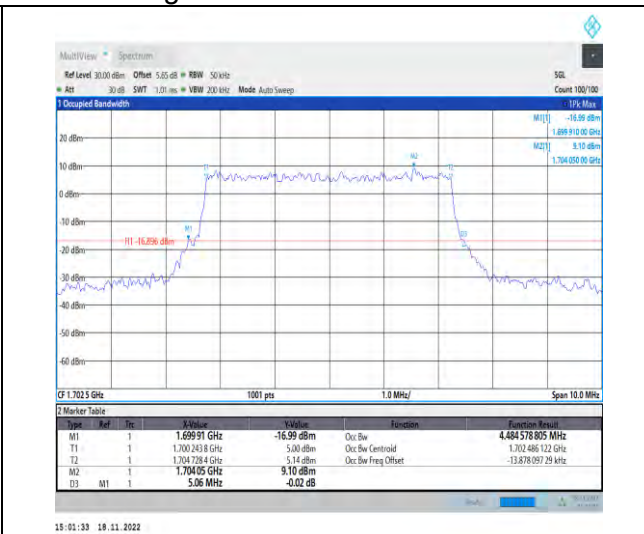 MultiView Spectrum
Ref Level 30.00 dBm Offset 5.65 dB RBW 50 kHz SGL
Att 30 dB SWT 1.01 ms VBW 200 kHz Mode Auto Sweep Count 100/100
1 Occupied Bandwidth 1Pk Max
M1[1] -16.99 dBm
1.699 910 00 GHz
M2[1] 9.10 dBm
1.704 050 00 GHz
20 dBm
M2
10 dBm T1 T2
0 dBm
-10 dBm
M1 D3
H1 -16.896 dBm
-20 dBm
-30 dBm
-40 dBm
-50 dBm
-60 dBm
CF 1.702 5 GHz 1001 pts 1.0 MHz/ Span 10.0 MHz
2 Marker Table
Type Ref Trc X-Value Y-Value Function Function Result
M1 1 1.699 91 GHz -16.99 dBm Occ Bw 4.484 578 805 MHz
T1 1 1.700 243 8 GHz 5.00 dBm Occ Bw Centroid 1.702 486 122 GHz
T2 1 1.704 728 4 GHz 5.14 dBm Occ Bw Freq Offset -13.878 097 29 kHz
M2 1 1.704 05 GHz 9.10 dBm
D3 M1 1 5.06 MHz -0.02 dB
15:01:33 18.11.2022